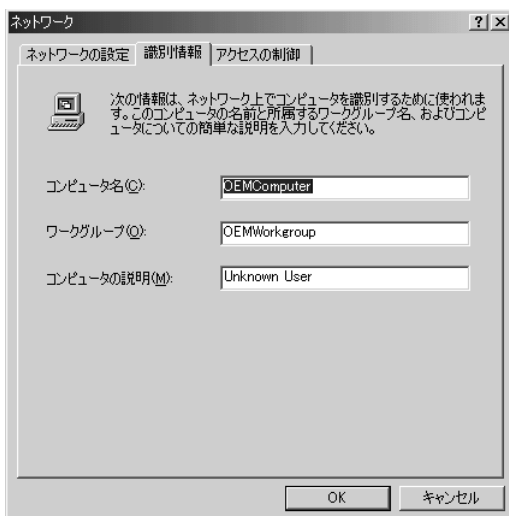 ネットワーク
ネットワークの設定 識別情報 アクセスの制御
次の情報は、ネットワーク上でコンピュータを識別するために使われま
す。このコンピュータの名前と所属するワークグループ名、およびコンピ
ュータについての簡単な説明を入力してください。
コンピュータ名(C): OEMComputer
ワークグループ(O): OEMWorkgroup
コンピュータの説明(M): Unknown User
OK キャンセル